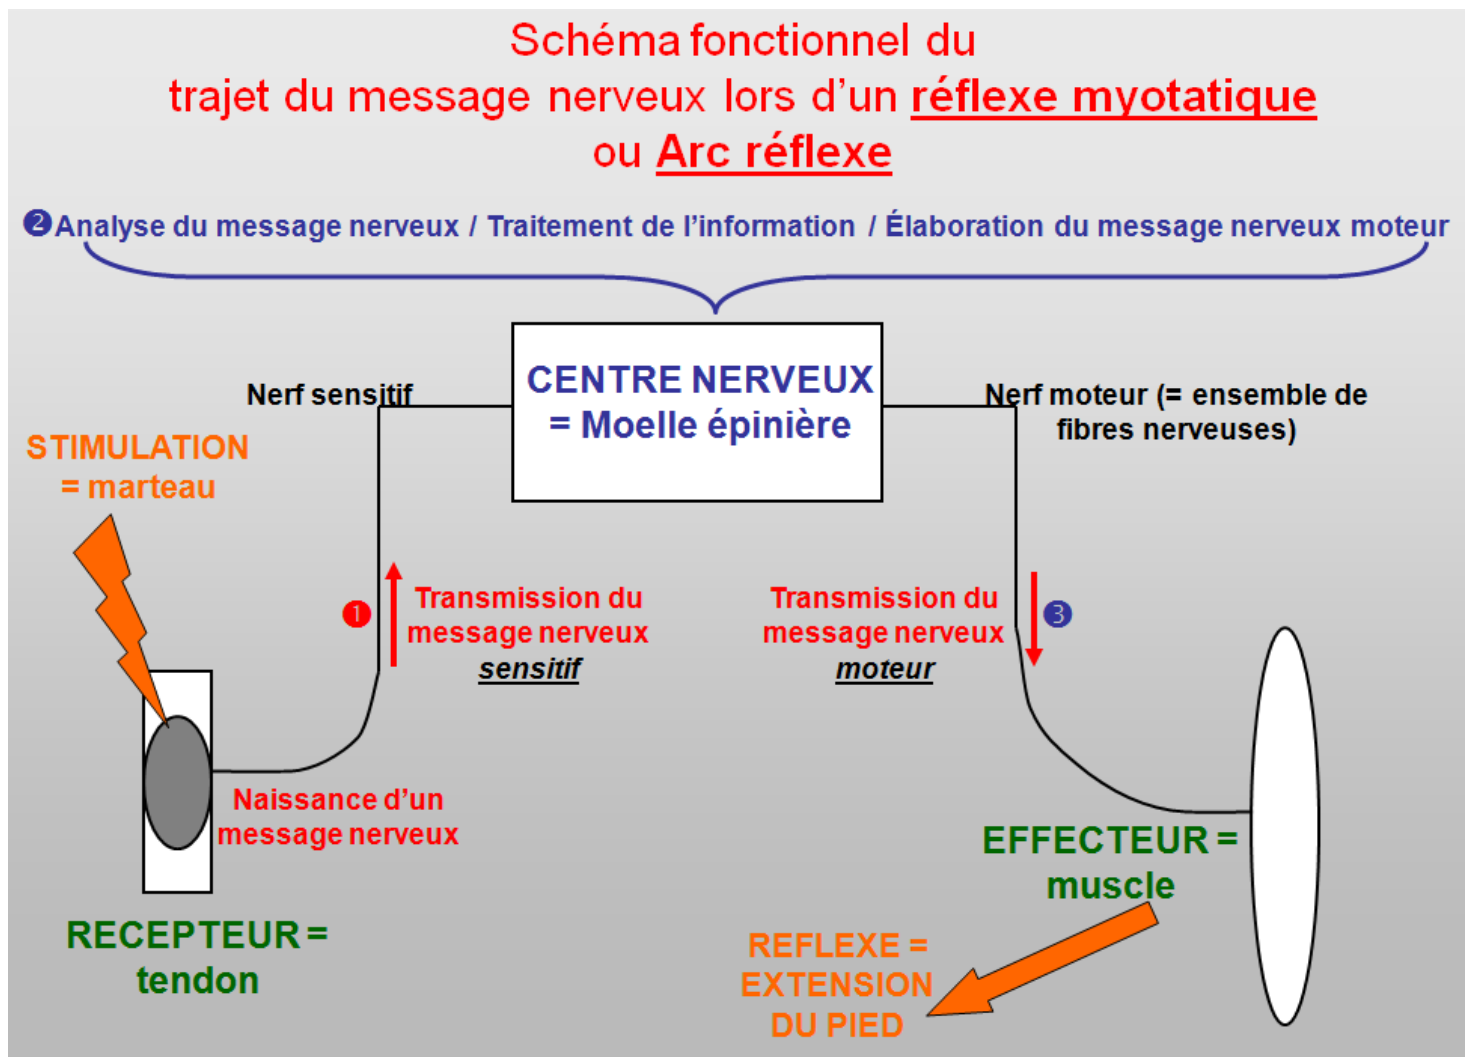 Schéma fonctionnel du
trajet du message nerveux lors d'un réflexe myotatique
ou Arc réflexe
❷Analyse du message nerveux / Traitement de l'information / Élaboration du message nerveux moteur
CENTRE NERVEUX
= Moelle épinière
Nerf sensitif
Nerf moteur (= ensemble de
fibres nerveuses)
STIMULATION
= marteau
❶
Transmission du
message nerveux
sensitif
Transmission du
message nerveux
moteur
❸
Naissance d'un
message nerveux
RECEPTEUR =
tendon
EFFECTEUR =
muscle
REFLEXE =
EXTENSION
DU PIED